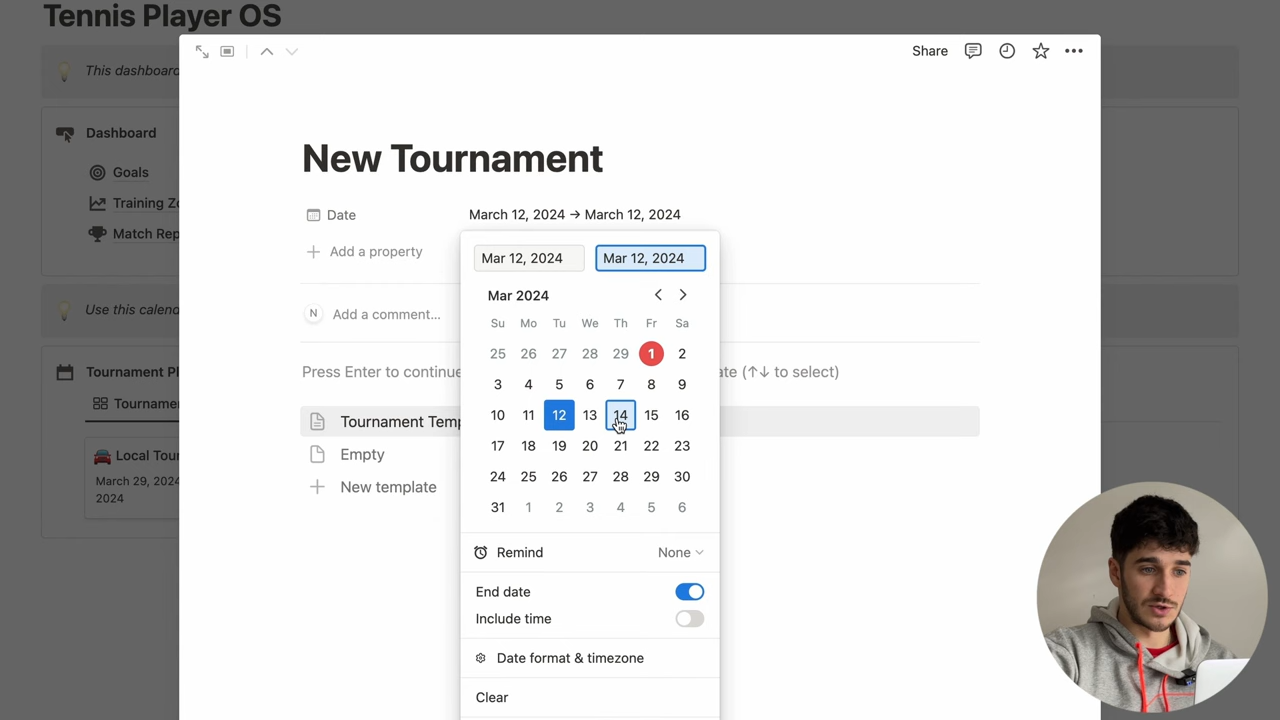 Tennis Player OS
This dashboard
Share
Dashboard
Goals
Training Zo
Match Rep
New Tournament
Date
March 12, 2024 → March 12, 2024
Add a property
Mar 12, 2024
Mar 12, 2024
Mar 2024
Su Mo Tu We Th Fr Sa
25 26 27 28 29 1 2
3 4 5 6 7 8 9
10 11 12 13 14 15 16
17 18 19 20 21 22 23
24 25 26 27 28 29 30
31 1 2 3 4 5 6
N
Add a comment...
Use this calend
Press Enter to continue
ate (↑↓ to select)
Tournament Pl
Tourname
Tournament Temp
Empty
New template
Local Tour
March 29, 2024
2024
Remind
None
End date
Include time
Date format & timezone
Clear